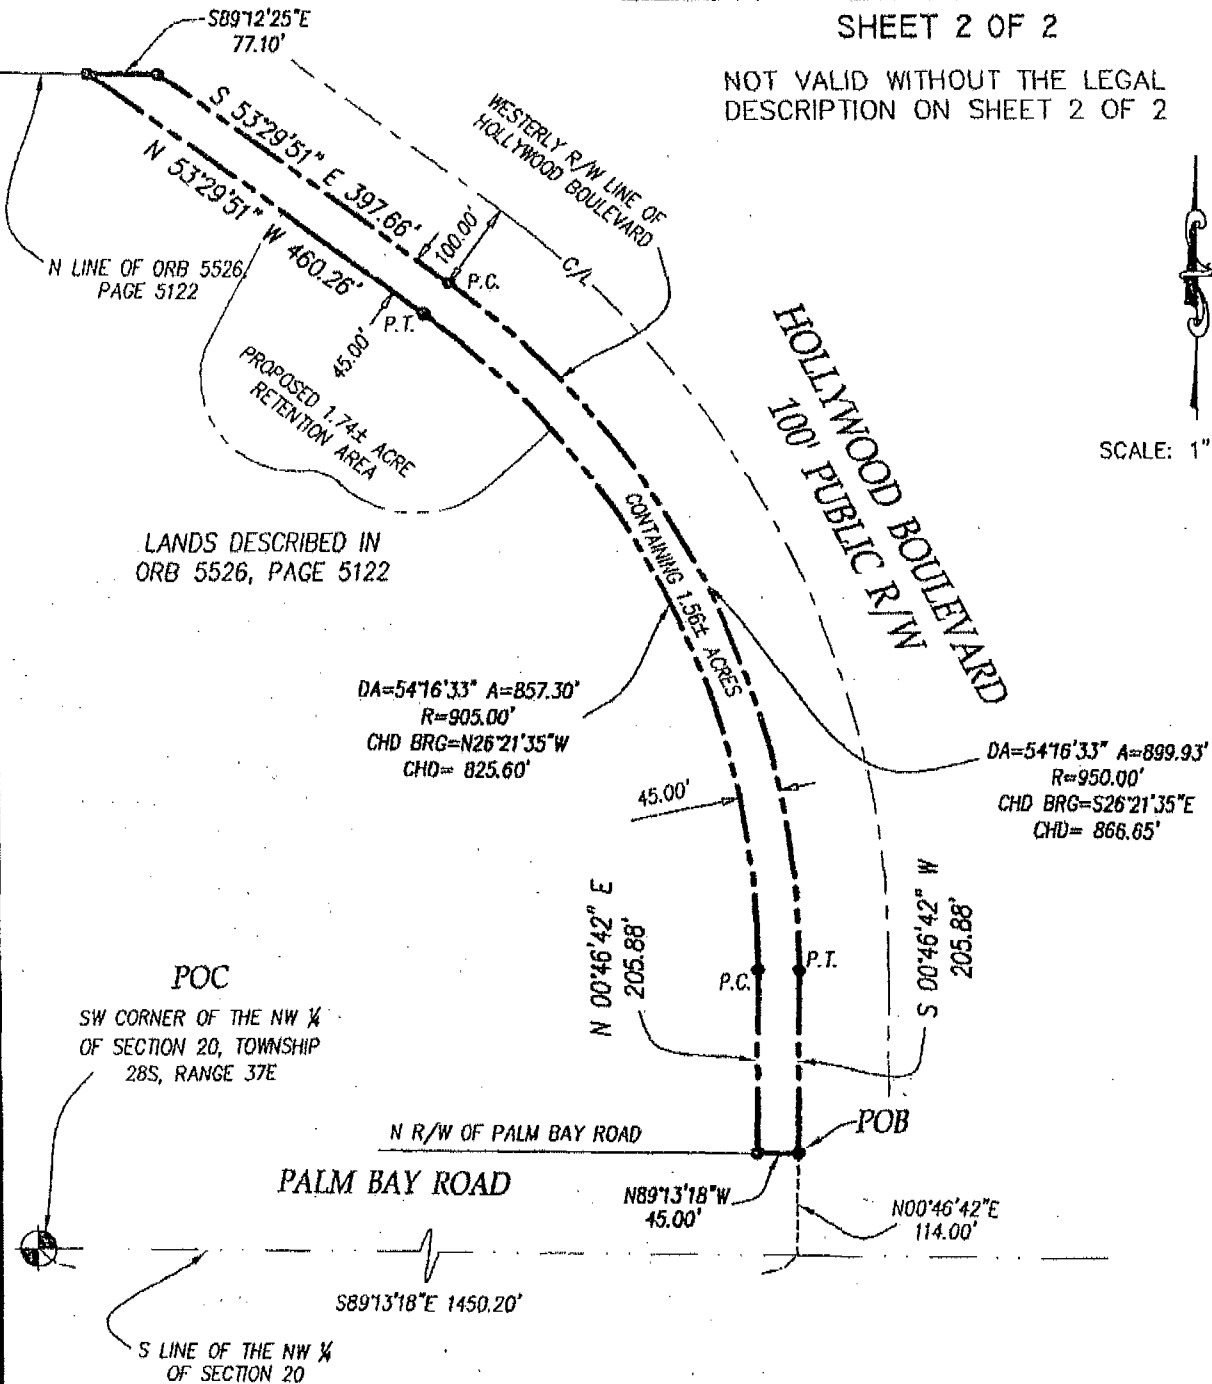 SHEET 2 OF 2
NOT VALID WITHOUT THE LEGAL
DESCRIPTION ON SHEET 2 OF 2
S89°12'25"E
77.10'
S 53°29'51" E 397.66'
N 53°29'51" W 460.26'
WESTERLY R/W LINE OF
HOLLYWOOD BOULEVARD
100.00'
C/L
P.C.
P.T.
45.00'
N LINE OF ORB 5526,
PAGE 5122
PROPOSED 1.74± ACRE
RETENTION AREA
HOLLYWOOD BOULEVARD
100' PUBLIC R/W
SCALE: 1"
LANDS DESCRIBED IN
ORB 5526, PAGE 5122
CONTAINING 1.56± ACRES
DA=54°16'33" A=857.30'
R=905.00'
CHD BRG=N26°21'35"W
CHD= 825.60'
DA=54°16'33" A=899.93'
R=950.00'
CHD BRG=S26°21'35"E
CHD= 866.65'
45.00'
N 00°46'42" E
205.88'
S 00°46'42" W
205.88'
P.C.
P.T.
POC
SW CORNER OF THE NW ¼
OF SECTION 20, TOWNSHIP
28S, RANGE 37E
N R/W OF PALM BAY ROAD
POB
PALM BAY ROAD
N89°13'18"W
45.00'
N00°46'42"E
114.00'
S89°13'18"E 1450.20'
S LINE OF THE NW ¼
OF SECTION 20